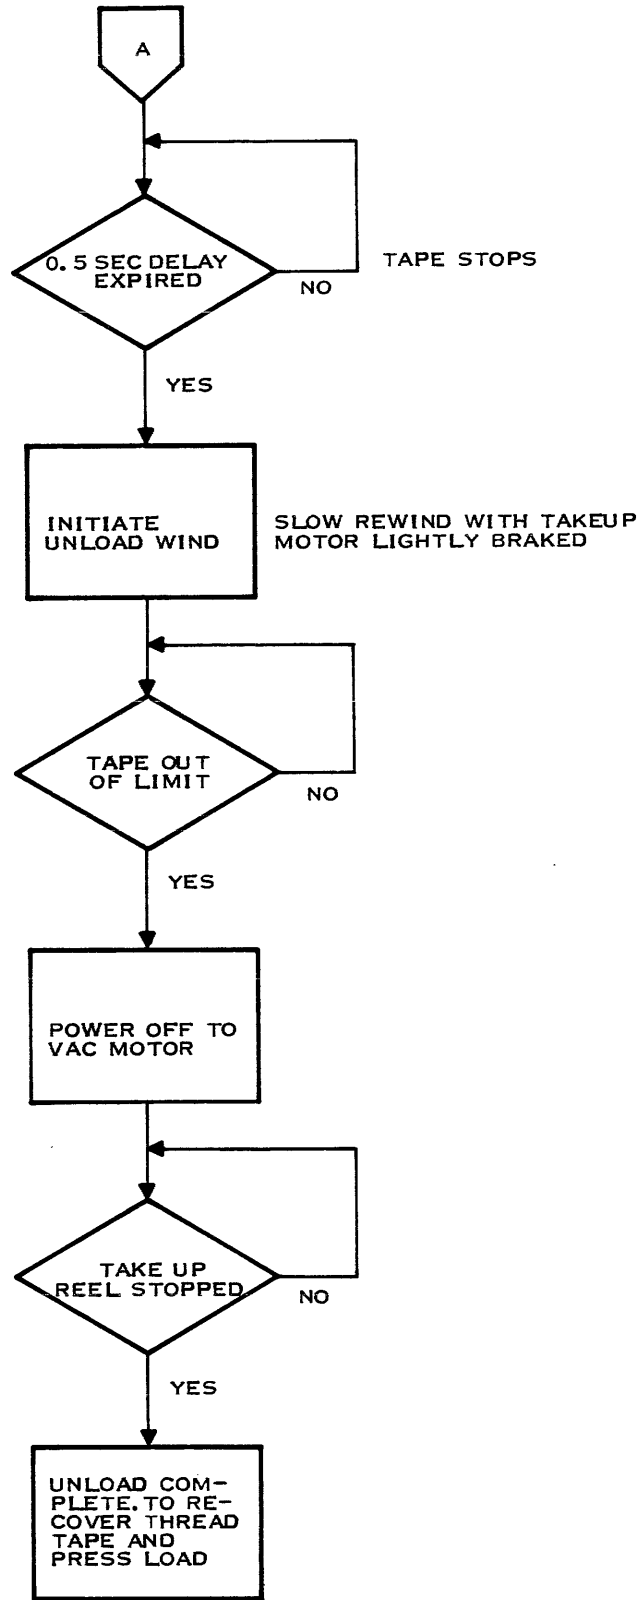 A
0.5 SEC DELAY
EXPIRED
TAPE STOPS
NO
YES
INITIATE
UNLOAD WIND
SLOW REWIND WITH TAKEUP
MOTOR LIGHTLY BRAKED
TAPE OUT
OF LIMIT
NO
YES
POWER OFF TO
VAC MOTOR
TAKE UP
REEL STOPPED
NO
YES
UNLOAD COM-
PLETE. TO RE-
COVER THREAD
TAPE AND
PRESS LOAD